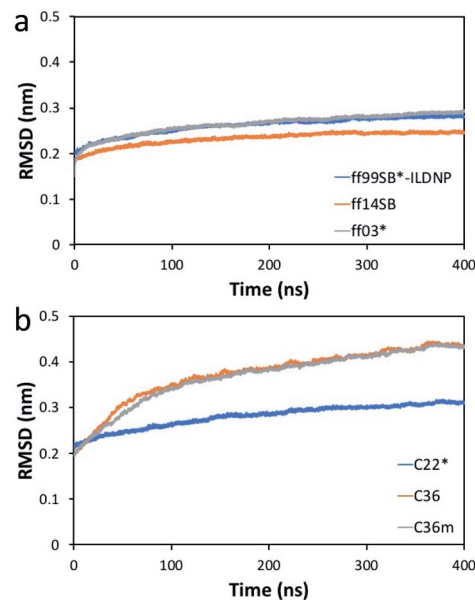 a
0.5
0.4
0.3
0.2
0.1
0
RMSD (nm)
ff99SB*-ILDNP
ff14SB
ff03*
0 100 200 300 400
Time (ns)
b
0.5
0.4
0.3
0.2
0.1
0
RMSD (nm)
C22*
C36
C36m
0 100 200 300 400
Time (ns)